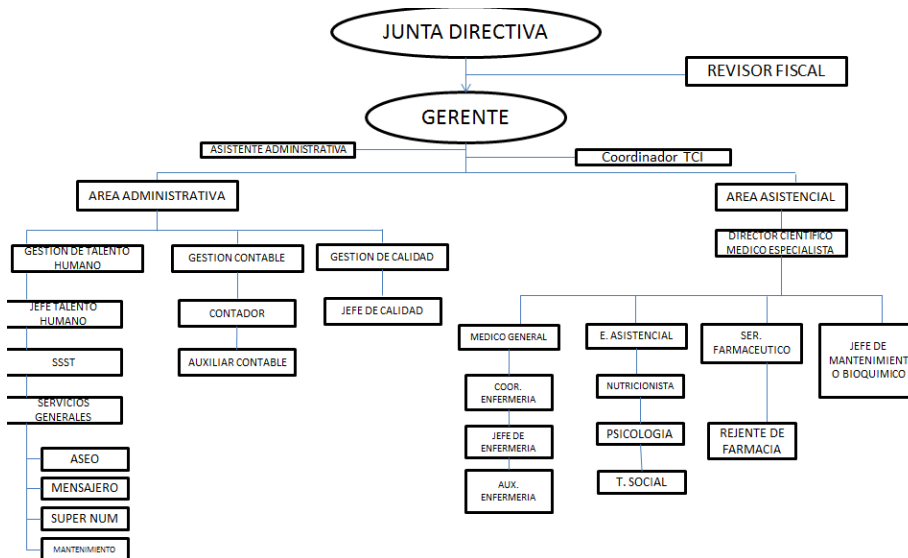 JUNTA DIRECTIVA
REVISOR FISCAL
GERENTE
ASISTENTE ADMINISTRATIVA
Coordinador TCI
AREA ADMINISTRATIVA
AREA ASISTENCIAL
GESTION DE TALENTO
HUMANO
GESTION CONTABLE
GESTION DE CALIDAD
DIRECTOR CIENTIFICO
MEDICO ESPECIALISTA
JEFE TALENTO
HUMANO
CONTADOR
JEFE DE CALIDAD
MEDICO GENERAL
E. ASISTENCIAL
SER.
FARMACEUTICO
JEFE DE
MANTENIMIENT
O BIOQUIMICO
SSST
AUXILIAR CONTABLE
COOR.
ENFERMERIA
NUTRICIONISTA
SERVICIOS
GENERALES
JEFE DE
ENFERMERIA
PSICOLOGIA
REJENTE DE
FARMACIA
ASEO
MENSAJERO
AUX.
ENFERMERIA
T. SOCIAL
SUPER NUM
MANTENIMIENTO